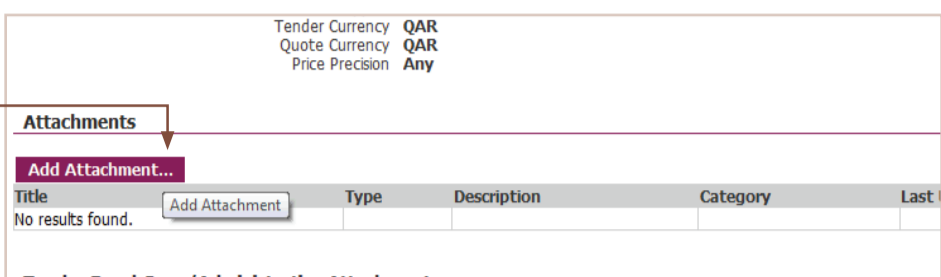 Tender Currency QAR
Quote Currency QAR
Price Precision Any
Attachments
Add Attachment...
Title Type Description Category Last
Add Attachment
No results found.